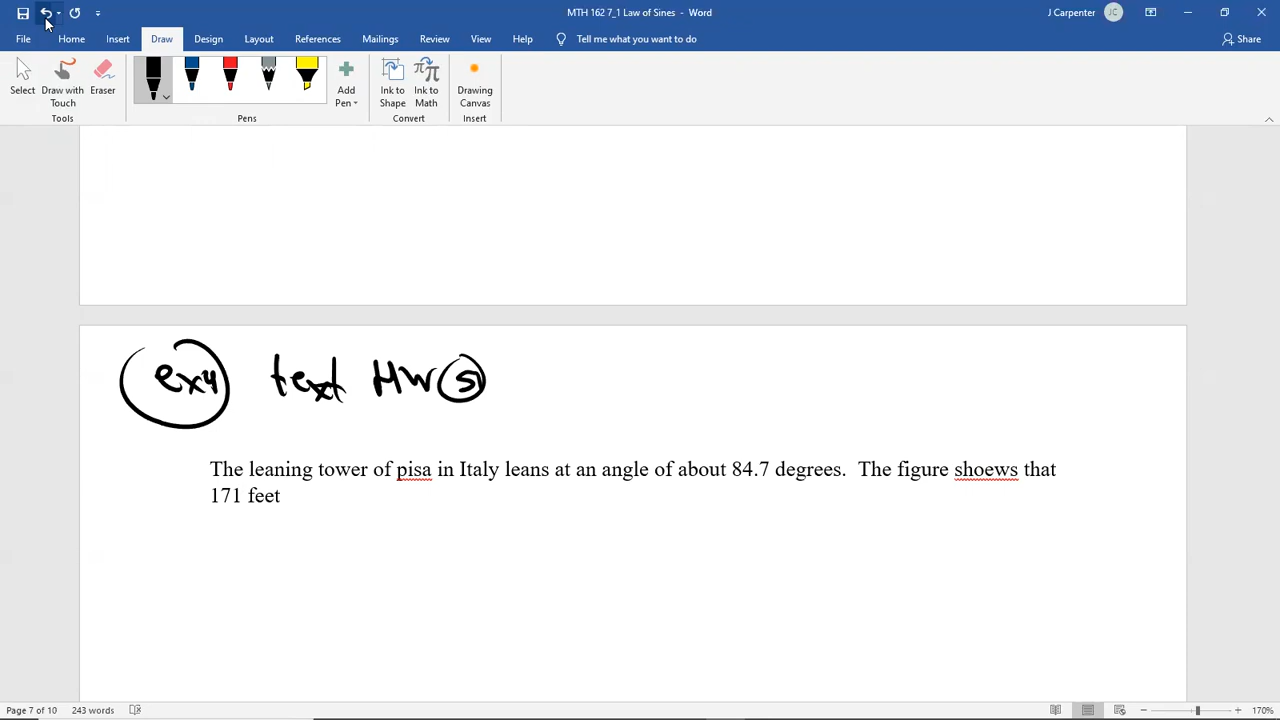 MTH 162 7_1 Law of Sines - Word
J Carpenter JC
File Home Insert Draw Design Layout References Mailings Review View Help Tell me what you want to do Share
Select Draw with Touch Eraser Add Pen Ink to Shape Ink to Math Drawing Canvas
Tools Pens Convert Insert
ex4 text HW 51
The leaning tower of pisa in Italy leans at an angle of about 84.7 degrees. The figure shoews that
171 feet
Page 7 of 10 243 words 170%